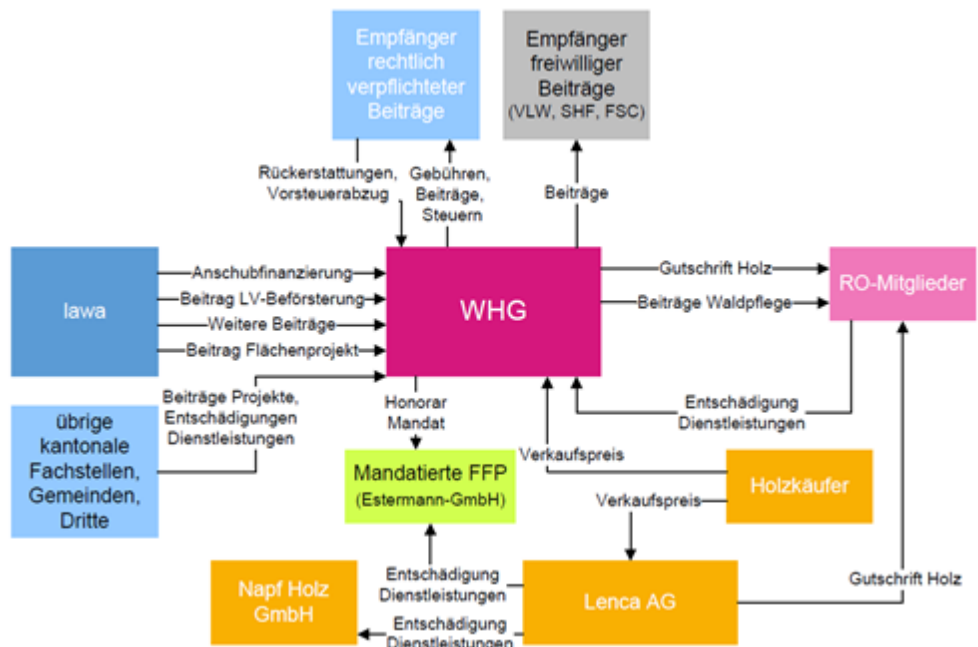 Empfänger
rechtlich
verpflichteter
Beiträge
Empfänger
freiwilliger
Beiträge
(VLW, SHF, FSC)
Rückerstattungen,
Vorsteuerabzug
Gebühren,
Beiträge,
Steuern
Beiträge
lawa
Anschubfinanzierung
Beitrag LV-Beförsterung
Weitere Beiträge
Beitrag Flächenprojekt
WHG
Gutschrift Holz
Beiträge Waldpflege
RO-Mitglieder
übrige
kantonale
Fachstellen,
Gemeinden,
Dritte
Beiträge Projekte,
Entschädigungen
Dienstleistungen
Honorar
Mandat
Entschädigung
Dienstleistungen
Verkaufspreis
Mandatierte FFP
(Estermann-GmbH)
Holzkäufer
Verkaufspreis
Napf Holz
GmbH
Entschädigung
Dienstleistungen
Entschädigung
Dienstleistungen
Lenca AG
Gutschrift Holz